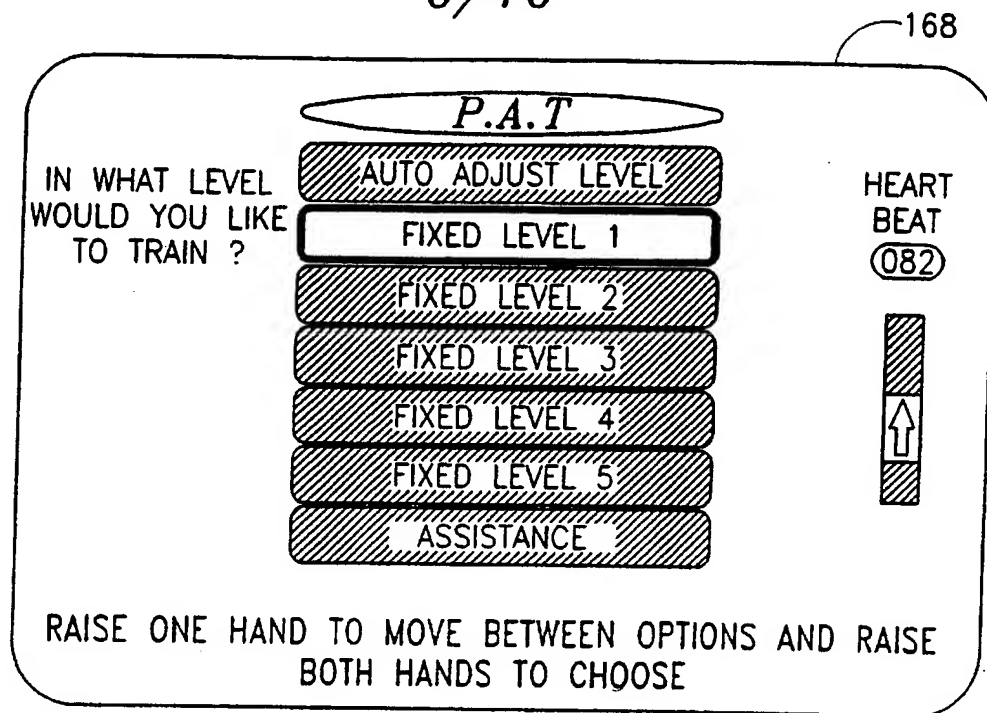 168
P.A.T
IN WHAT LEVEL
WOULD YOU LIKE
TO TRAIN ?
AUTO ADJUST LEVEL
FIXED LEVEL 1
FIXED LEVEL 2
FIXED LEVEL 3
FIXED LEVEL 4
FIXED LEVEL 5
ASSISTANCE
HEART
BEAT
082
RAISE ONE HAND TO MOVE BETWEEN OPTIONS AND RAISE
BOTH HANDS TO CHOOSE